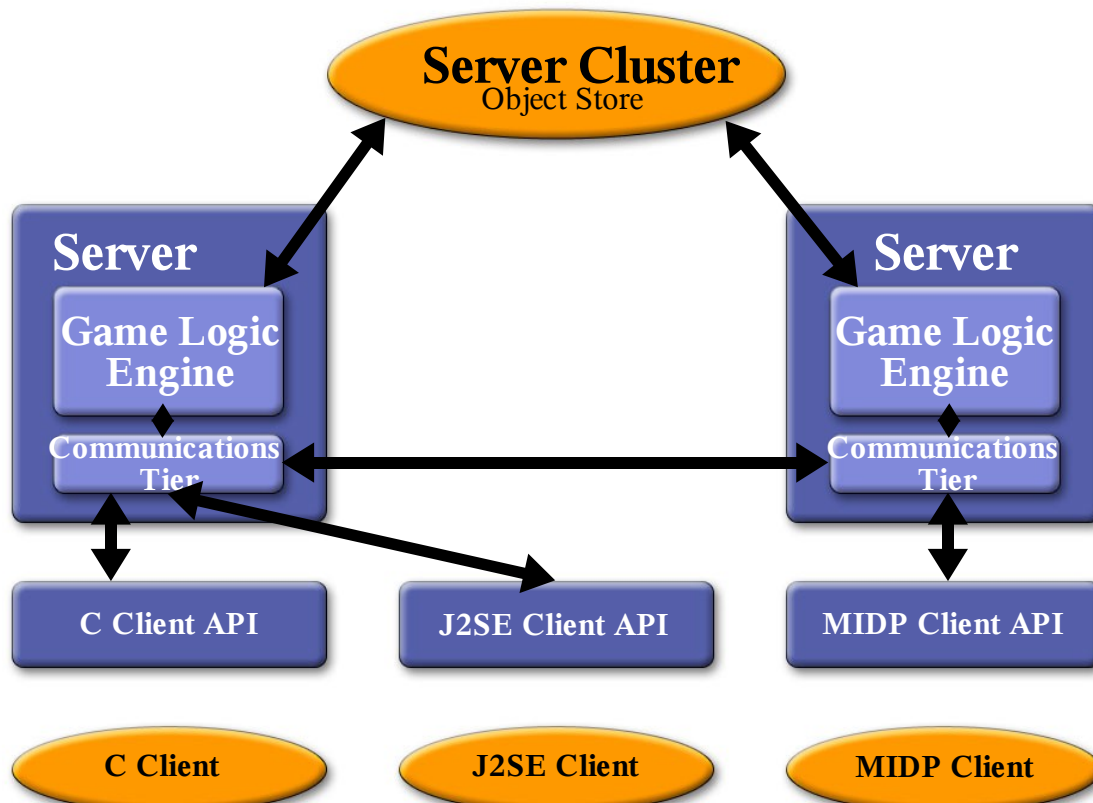 Server Cluster
Object Store
Server
Server
Game Logic
Engine
Game Logic
Engine
Communications
Tier
Communications
Tier
C Client API
J2SE Client API
MIDP Client API
C Client
J2SE Client
MIDP Client